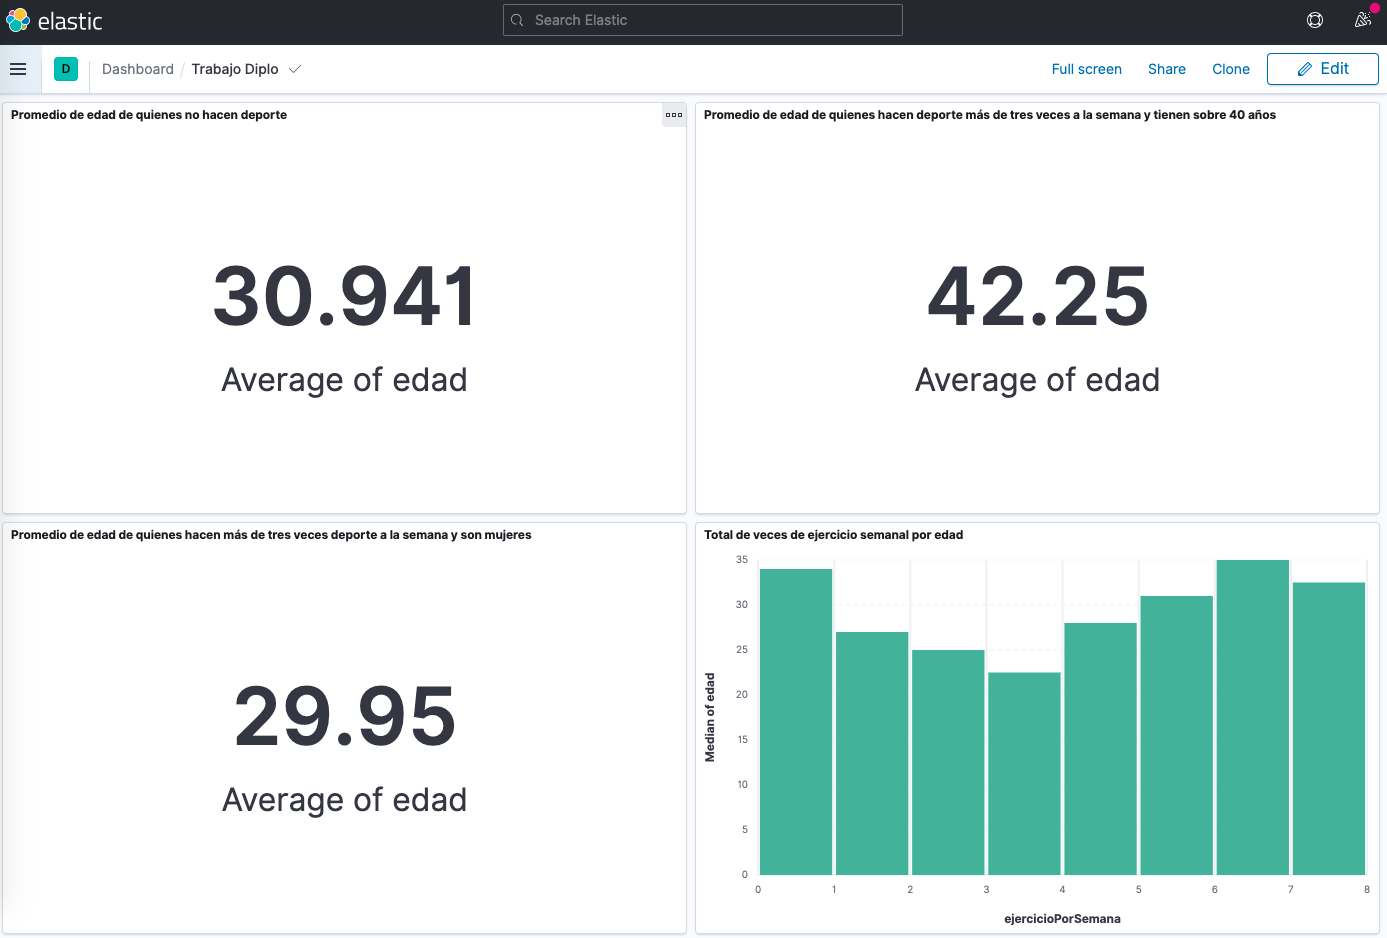 elastic
Search Elastic
D
Dashboard / Trabajo Diplo
Full screen
Share
Clone
Edit
Promedio de edad de quienes no hacen deporte
30.941
Average of edad
Promedio de edad de quienes hacen deporte más de tres veces a la semana y tienen sobre 40 años
42.25
Average of edad
Promedio de edad de quienes hacen más de tres veces deporte a la semana y son mujeres
29.95
Average of edad
Total de veces de ejercicio semanal por edad
Median of edad
35
30
25
20
15
10
5
0
0 1 2 3 4 5 6 7 8
ejercicioPorSemana